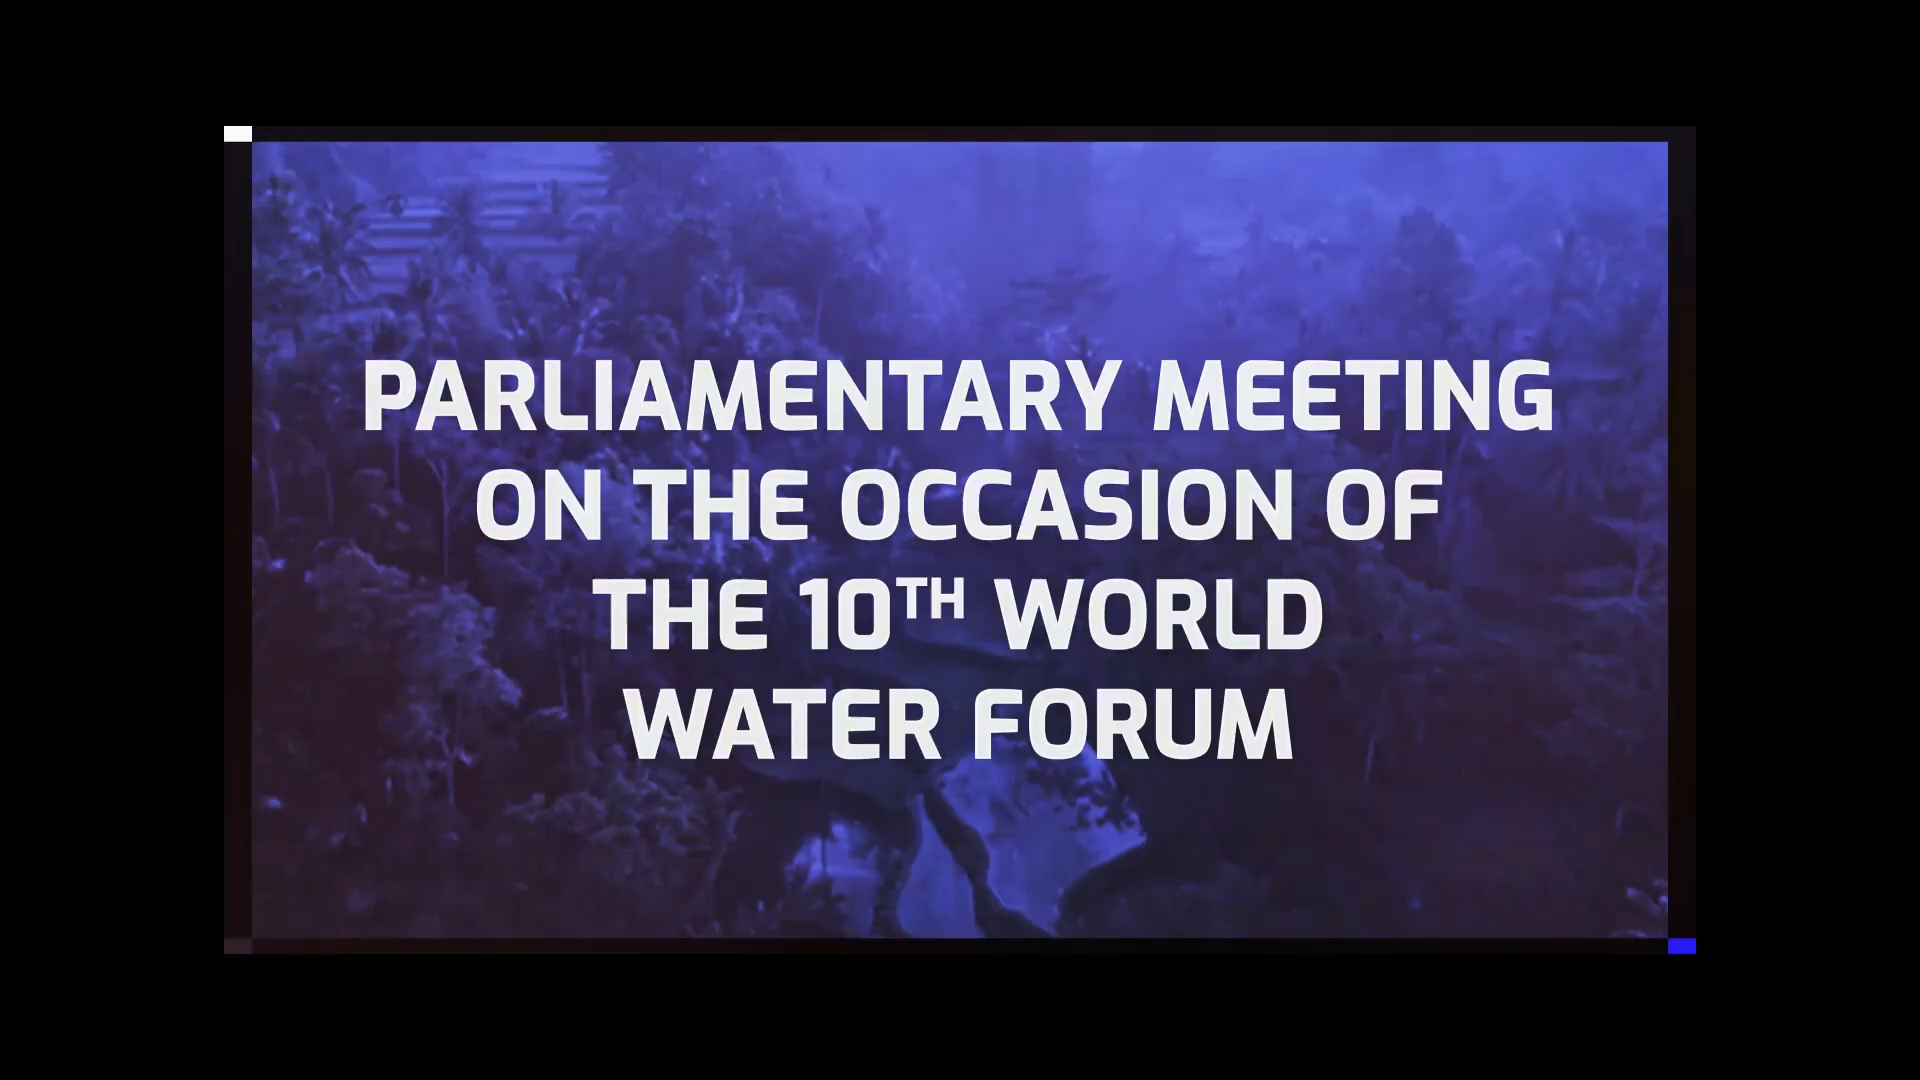 PARLIAMENTARY MEETING
ON THE OCCASION OF
THE 10TH WORLD
WATER FORUM